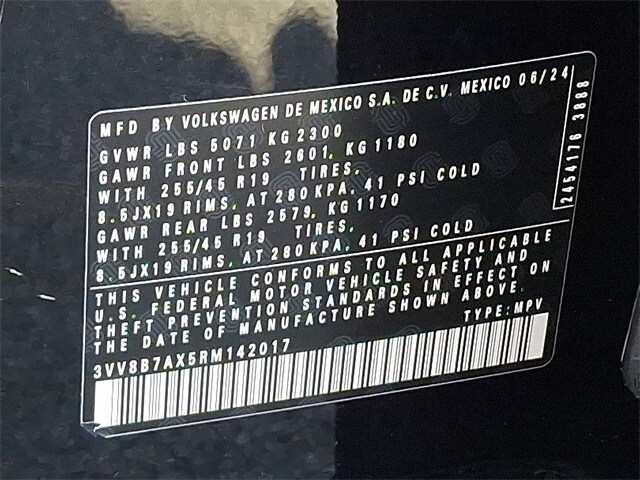 MFD BY VOLKSWAGEN DE MEXICO S.A. DE C.V. MEXICO 06/24
GVWR LBS 5071 KG 2300
GAWR FRONT LBS 2601, KG 1180
WITH 255/45 R19 TIRES,
8.5JX19 RIMS, AT 280 KPA, 41 PSI COLD
GAWR REAR LBS 2579, KG 1170
WITH 255/45 R19 TIRES,
8.5JX19 RIMS, AT 280 KPA, 41 PSI COLD
2454176 3888
THIS VEHICLE CONFORMS TO ALL APPLICABLE
U.S. FEDERAL MOTOR VEHICLE SAFETY AND
THEFT PREVENTION STANDARDS IN EFFECT ON
THE DATE OF MANUFACTURE SHOWN ABOVE.
3VV8B7AX5RM142017 TYPE: MPV